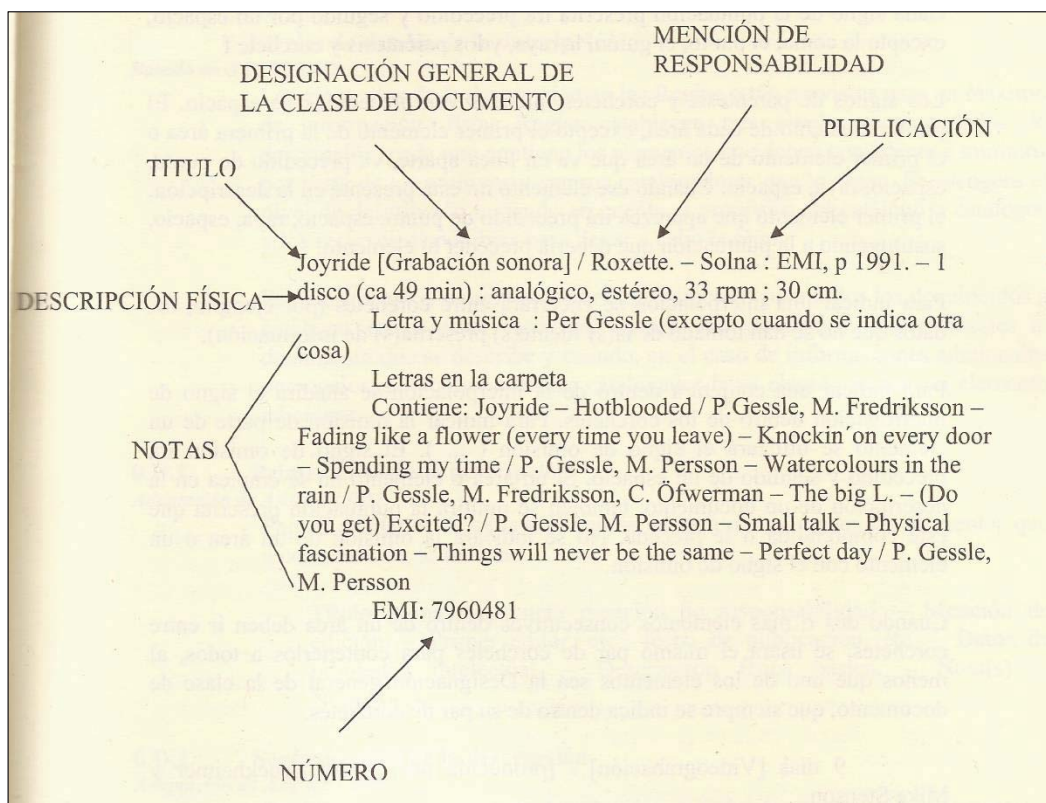 MENCIÓN DE
RESPONSABILIDAD
DESIGNACIÓN GENERAL DE
LA CLASE DE DOCUMENTO
PUBLICACIÓN
TITULO
Joyride [Grabación sonora] / Roxette. – Solna : EMI, p 1991. – 1
DESCRIPCIÓN FÍSICA
disco (ca 49 min) : analógico, estéreo, 33 rpm ; 30 cm.
Letra y música : Per Gessle (excepto cuando se indica otra
cosa)
Letras en la carpeta
Contiene: Joyride – Hotblooded / P.Gessle, M. Fredriksson –
Fading like a flower (every time you leave) – Knockin´on every door
NOTAS
– Spending my time / P. Gessle, M. Persson – Watercolours in the
rain / P. Gessle, M. Fredriksson, C. Öfwerman – The big L. – (Do
you get) Excited? / P. Gessle, M. Persson – Small talk – Physical
fascination – Things will never be the same – Perfect day / P. Gessle,
M. Persson
EMI: 7960481
NÚMERO